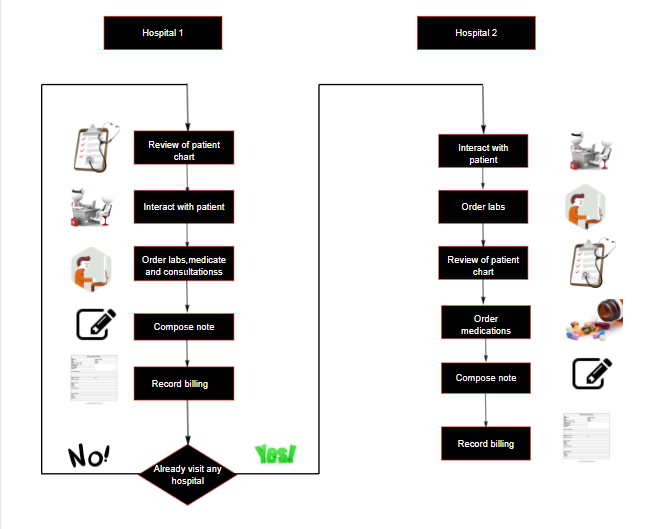 Hospital 1
Hospital 2
Review of patient
chart
Interact with patient
Order labs,medicate
and consultationss
Compose note
Record billing
Already visit any
hospital
No!
Yes!
Interact with
patient
Order labs
Review of patient
chart
Order
medications
Compose note
Record billing